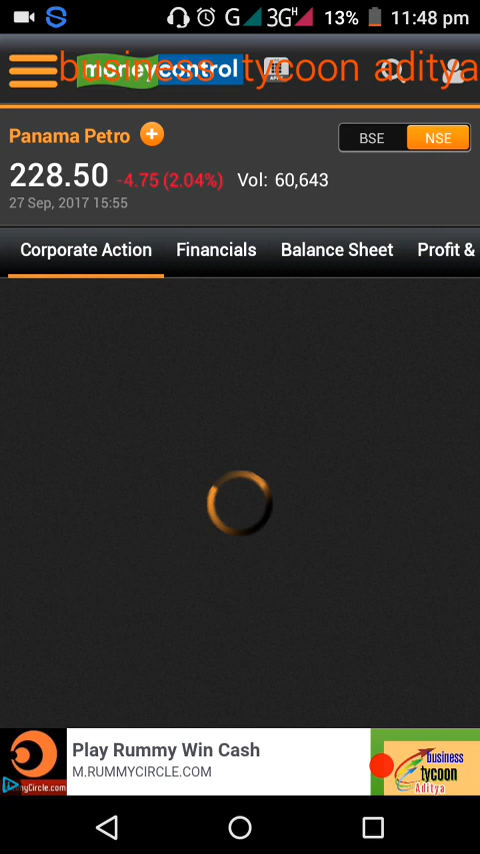 G 3G H 13% 11:48 pm
business tycoon aditya
moneycontrol
Panama Petro +
BSE NSE
228.50 -4.75 (2.04%) Vol: 60,643
27 Sep, 2017 15:55
Corporate Action Financials Balance Sheet Profit &
Play Rummy Win Cash
M.RUMMYCIRCLE.COM
myCircle.com
business
tycoon
Aditya